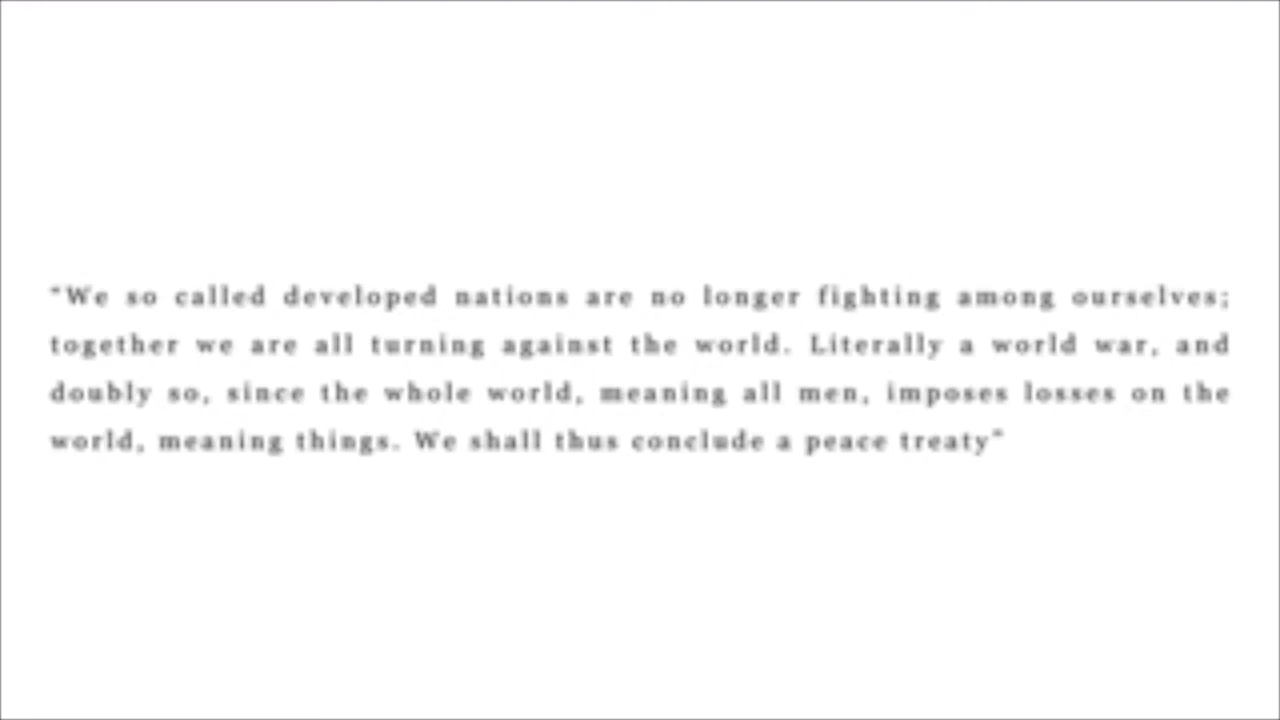 “We so called developed nations are no longer fighting among ourselves;
together we are all turning against the world. Literally a world war, and
doubly so, since the whole world, meaning all men, imposes losses on the
world, meaning things. We shall thus conclude a peace treaty”